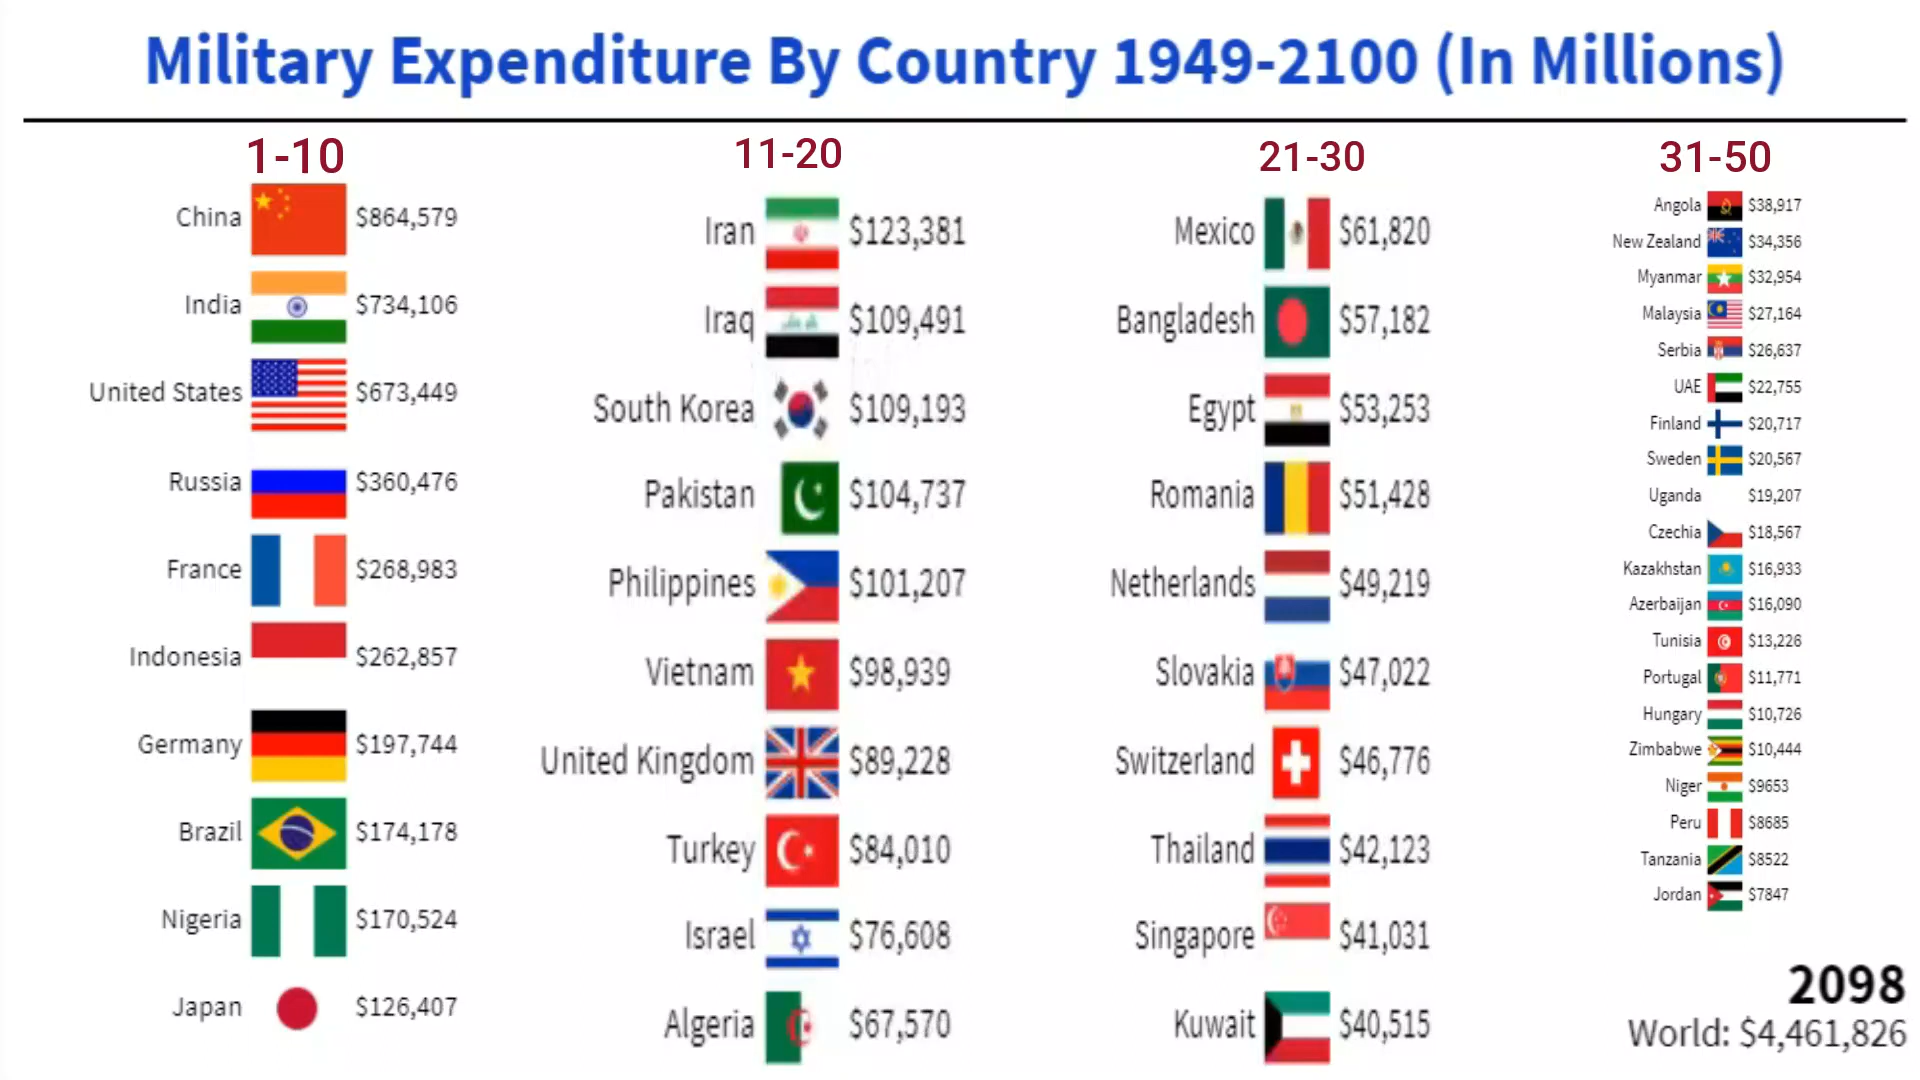 Military Expenditure By Country 1949-2100 (In Millions)
1-10
China $864,579
India $734,106
United States $673,449
Russia $360,476
France $268,983
Indonesia $262,857
Germany $197,744
Brazil $174,178
Nigeria $170,524
Japan $126,407
11-20
Iran $123,381
Iraq $109,491
South Korea $109,193
Pakistan $104,737
Philippines $101,207
Vietnam $98,939
United Kingdom $89,228
Turkey $84,010
Israel $76,608
Algeria $67,570
21-30
Mexico $61,820
Bangladesh $57,182
Egypt $53,253
Romania $51,428
Netherlands $49,219
Slovakia $47,022
Switzerland $46,776
Thailand $42,123
Singapore $41,031
Kuwait $40,515
31-50
Angola $38,917
New Zealand $34,356
Myanmar $32,954
Malaysia $27,164
Serbia $26,637
UAE $22,755
Finland $20,717
Sweden $20,567
Uganda $19,207
Czechia $18,567
Kazakhstan $16,933
Azerbaijan $16,090
Tunisia $13,226
Portugal $11,771
Hungary $10,726
Zimbabwe $10,444
Niger $9653
Peru $8685
Tanzania $8522
Jordan $7847
2098
World: $4,461,826